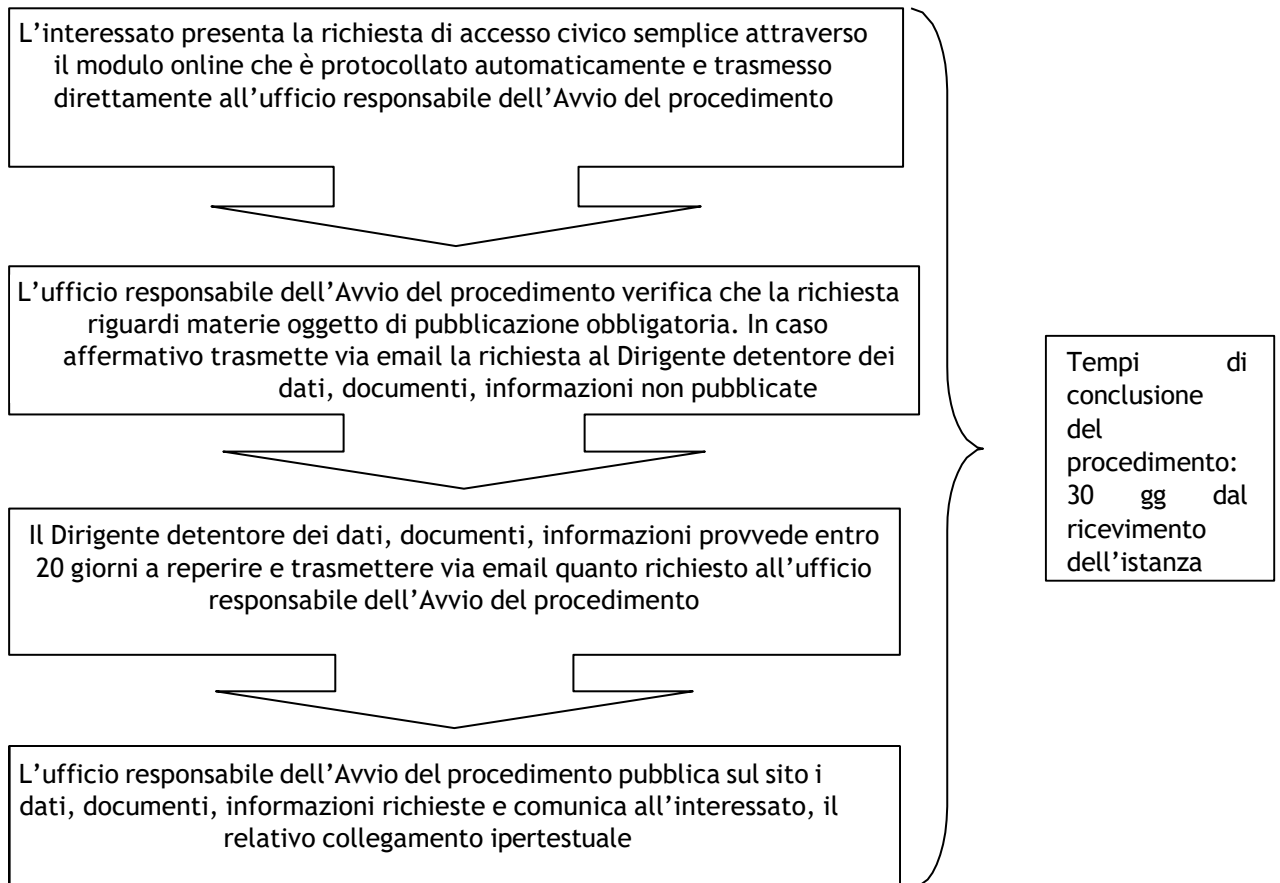 L’interessato presenta la richiesta di accesso civico semplice attraverso
il modulo online che è protocollato automaticamente e trasmesso
direttamente all’ufficio responsabile dell’Avvio del procedimento
L’ufficio responsabile dell’Avvio del procedimento verifica che la richiesta
riguardi materie oggetto di pubblicazione obbligatoria. In caso
affermativo trasmette via email la richiesta al Dirigente detentore dei
dati, documenti, informazioni non pubblicate
Il Dirigente detentore dei dati, documenti, informazioni provvede entro
20 giorni a reperire e trasmettere via email quanto richiesto all’ufficio
responsabile dell’Avvio del procedimento
L’ufficio responsabile dell’Avvio del procedimento pubblica sul sito i
dati, documenti, informazioni richieste e comunica all’interessato, il
relativo collegamento ipertestuale
Tempi di
conclusione
del
procedimento:
30 gg dal
ricevimento
dell’istanza